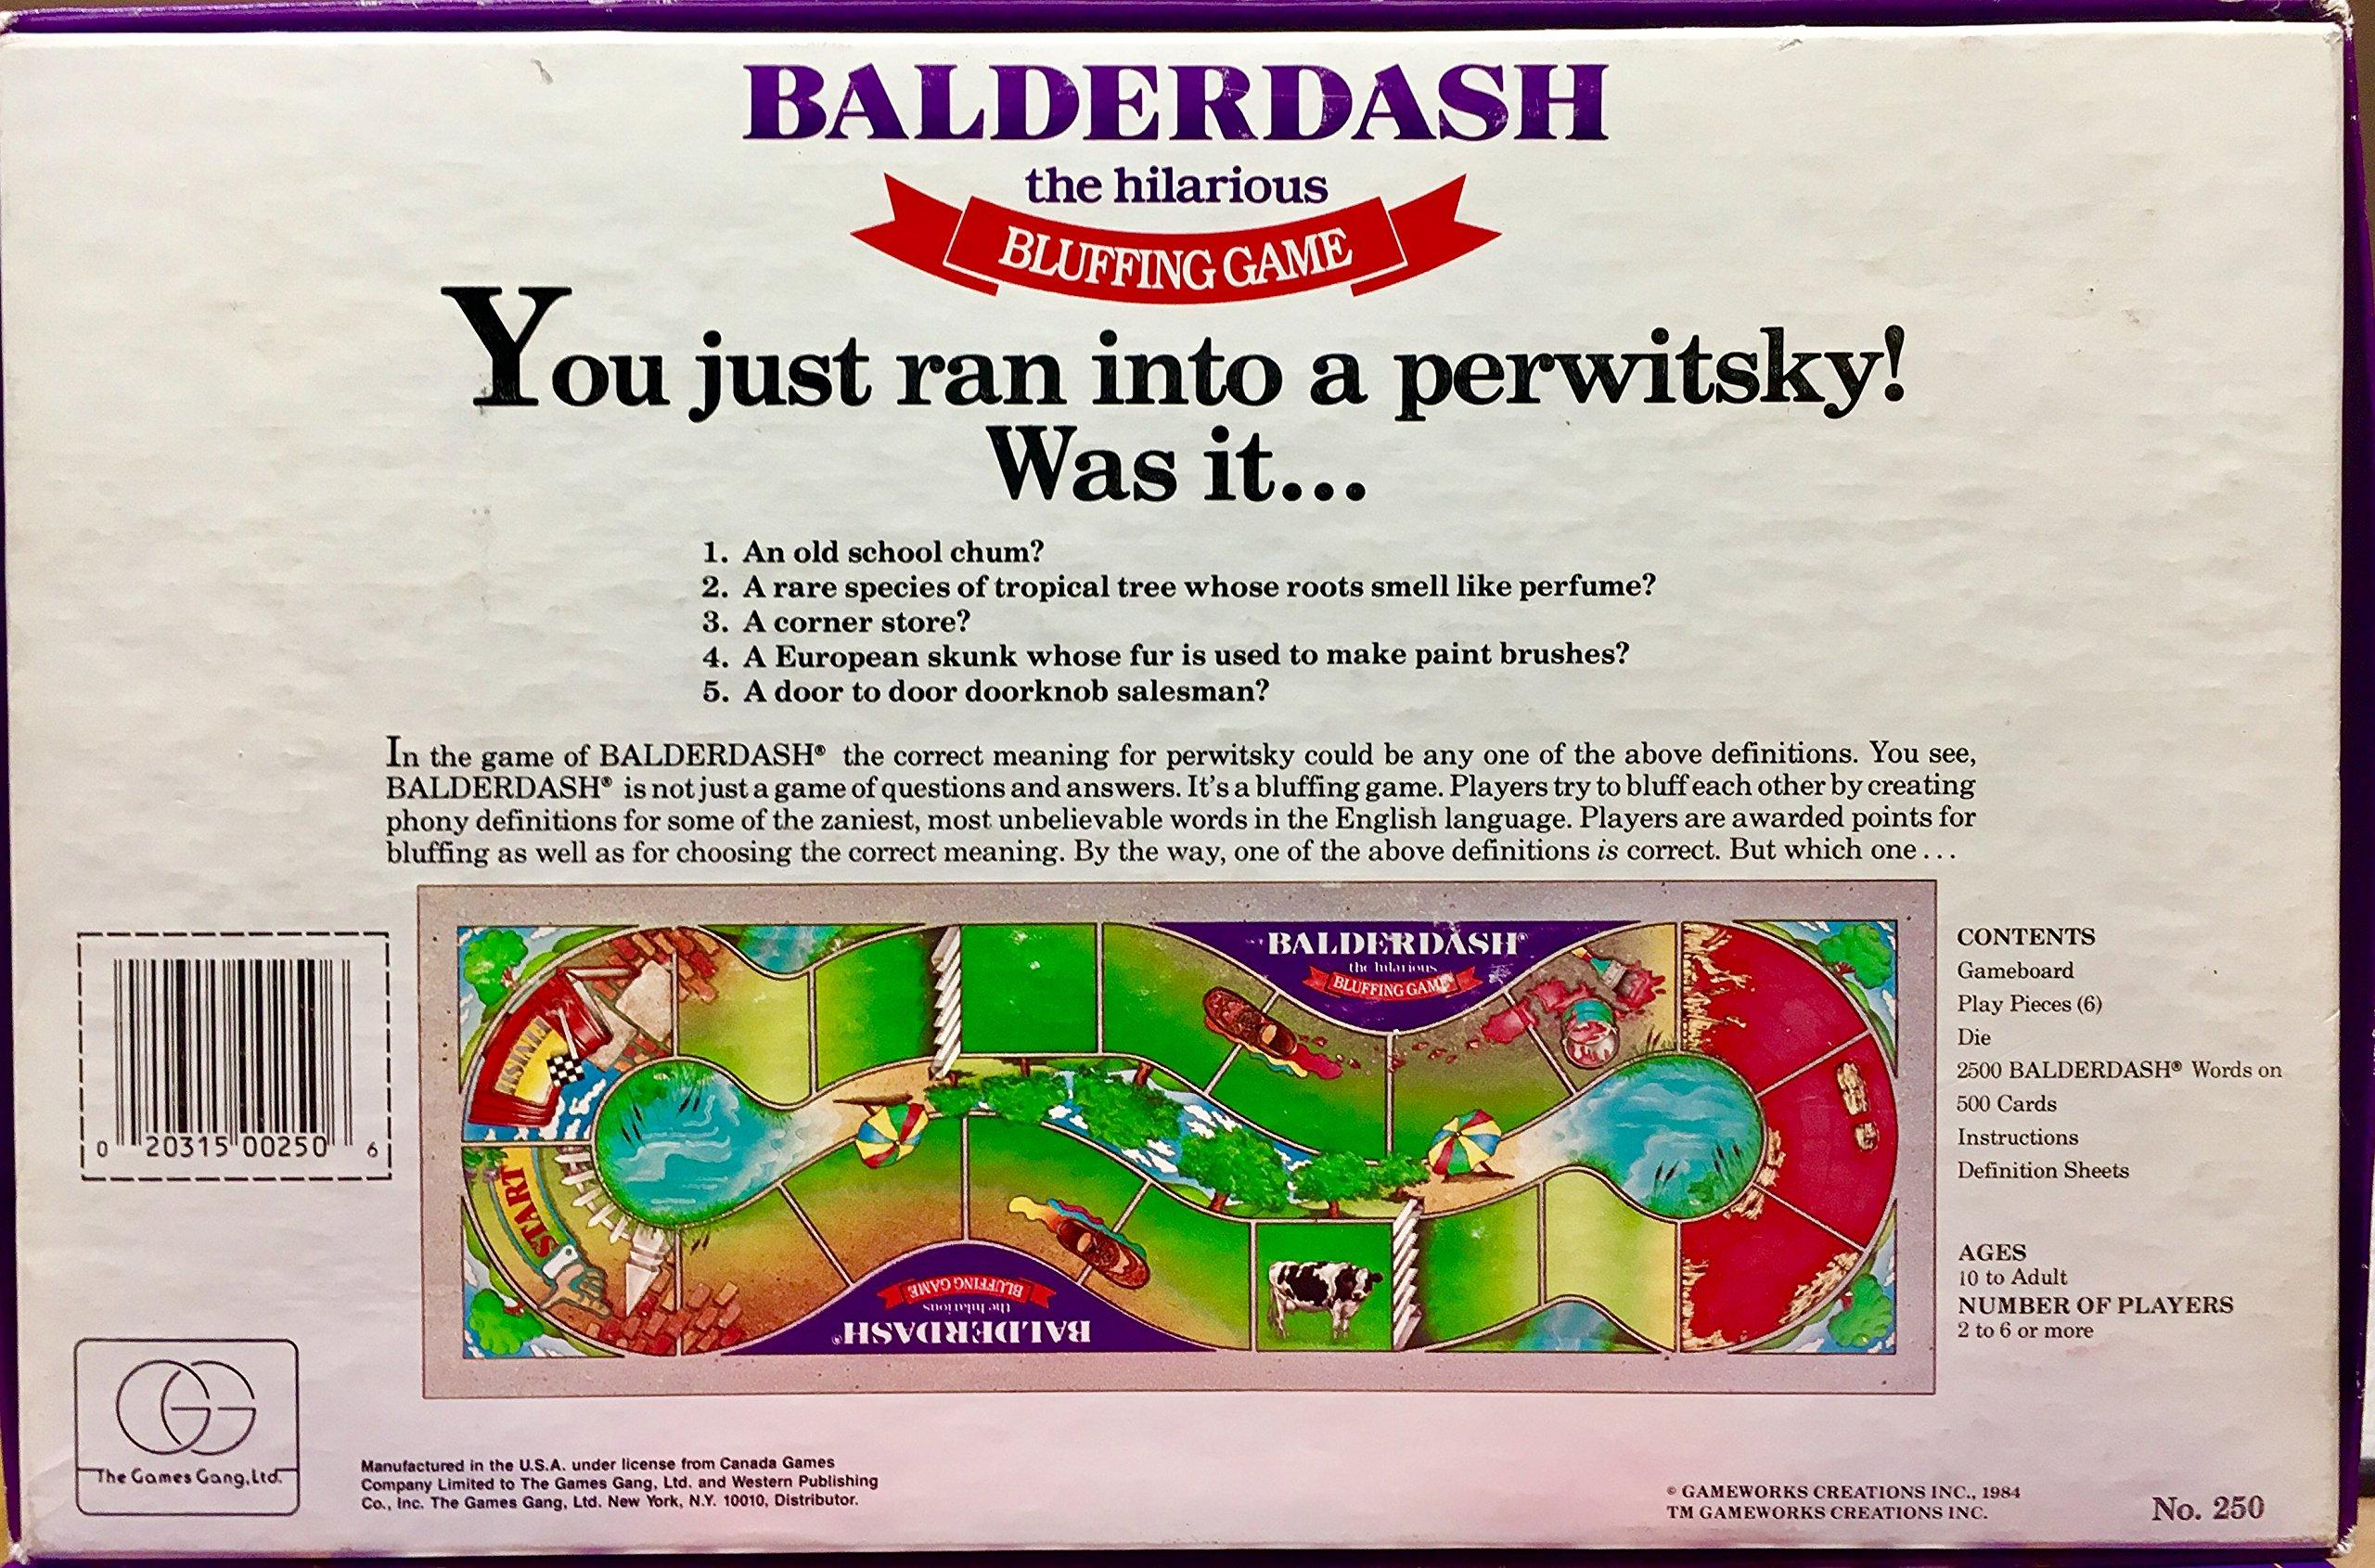 BALDERDASH
the hilarious
BLUFFING GAME
You just ran into a perwitsky!
Was it...
1. An old school chum?
2. A rare species of tropical tree whose roots smell like perfume?
3. A corner store?
4. A European skunk whose fur is used to make paint brushes?
5. A door to door doorknob salesman?
In the game of BALDERDASH® the correct meaning for perwitsky could be any one of the above definitions. You see,
BALDERDASH® is not just a game of questions and answers. It's a bluffing game. Players try to bluff each other by creating
phony definitions for some of the zaniest, most unbelievable words in the English language. Players are awarded points for
bluffing as well as for choosing the correct meaning. By the way, one of the above definitions is correct. But which one...
BALDERDASH®
the hilarious
BLUFFING GAME
FINISH
START
BALDERDASH®
the hilarious
BLUFFING GAME
0 20315 00250 6
CONTENTS
Gameboard
Play Pieces (6)
Die
2500 BALDERDASH® Words on
500 Cards
Instructions
Definition Sheets
AGES
10 to Adult
NUMBER OF PLAYERS
2 to 6 or more
GG
The Games Gang, Ltd.
Manufactured in the U.S.A. under license from Canada Games
Company Limited to The Games Gang, Ltd. and Western Publishing
Co., Inc. The Games Gang, Ltd. New York, N.Y. 10010, Distributor.
© GAMEWORKS CREATIONS INC., 1984
TM GAMEWORKS CREATIONS INC.
No. 250